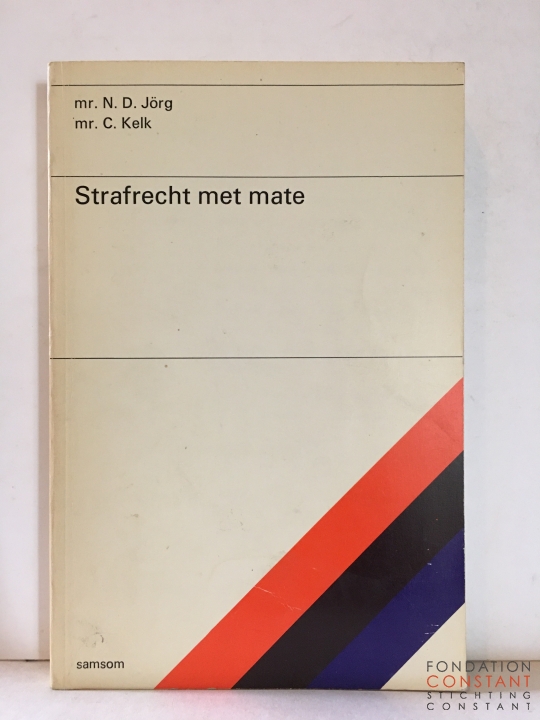 mr. N. D. Jörg
mr. C. Kelk
Strafrecht met mate
samsom
FONDATION
CONSTANT
STICHTING
CONSTANT